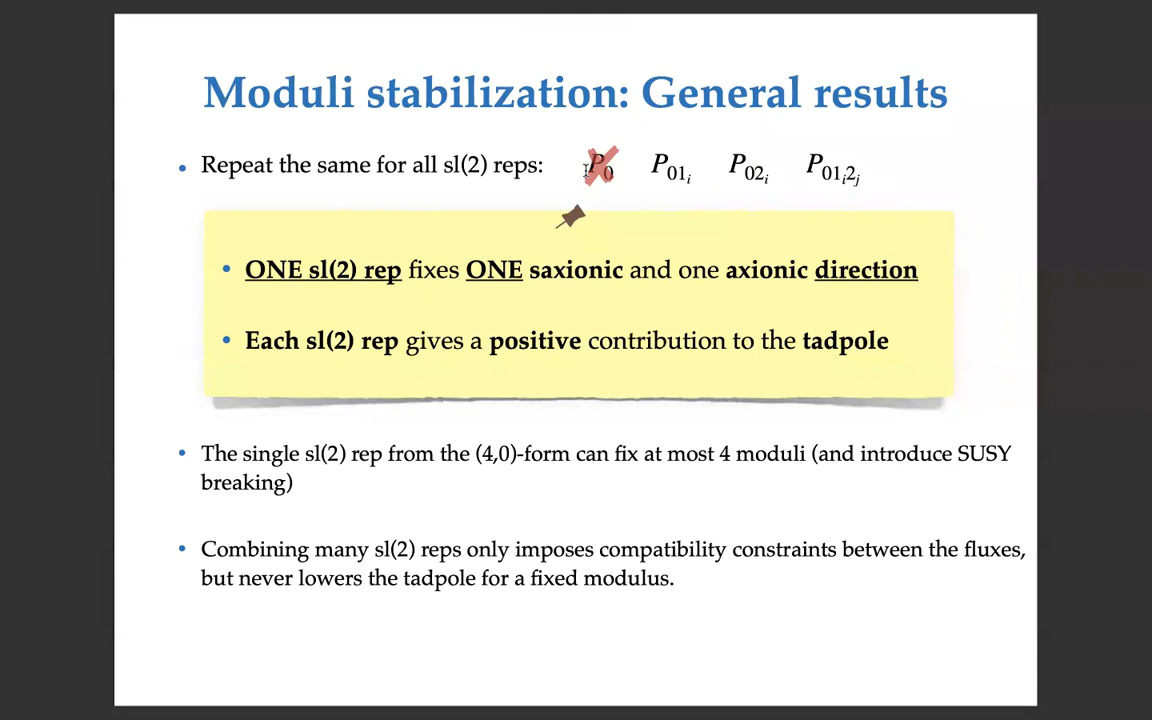 Moduli stabilization: General results
• Repeat the same for all sl(2) reps: P₀ P₀₁ᵢ P₀₂ᵢ P₀₁ᵢ₂ⱼ
• ONE sl(2) rep fixes ONE saxionic and one axionic direction
• Each sl(2) rep gives a positive contribution to the tadpole
• The single sl(2) rep from the (4,0)-form can fix at most 4 moduli (and introduce SUSY
breaking)
• Combining many sl(2) reps only imposes compatibility constraints between the fluxes,
but never lowers the tadpole for a fixed modulus.